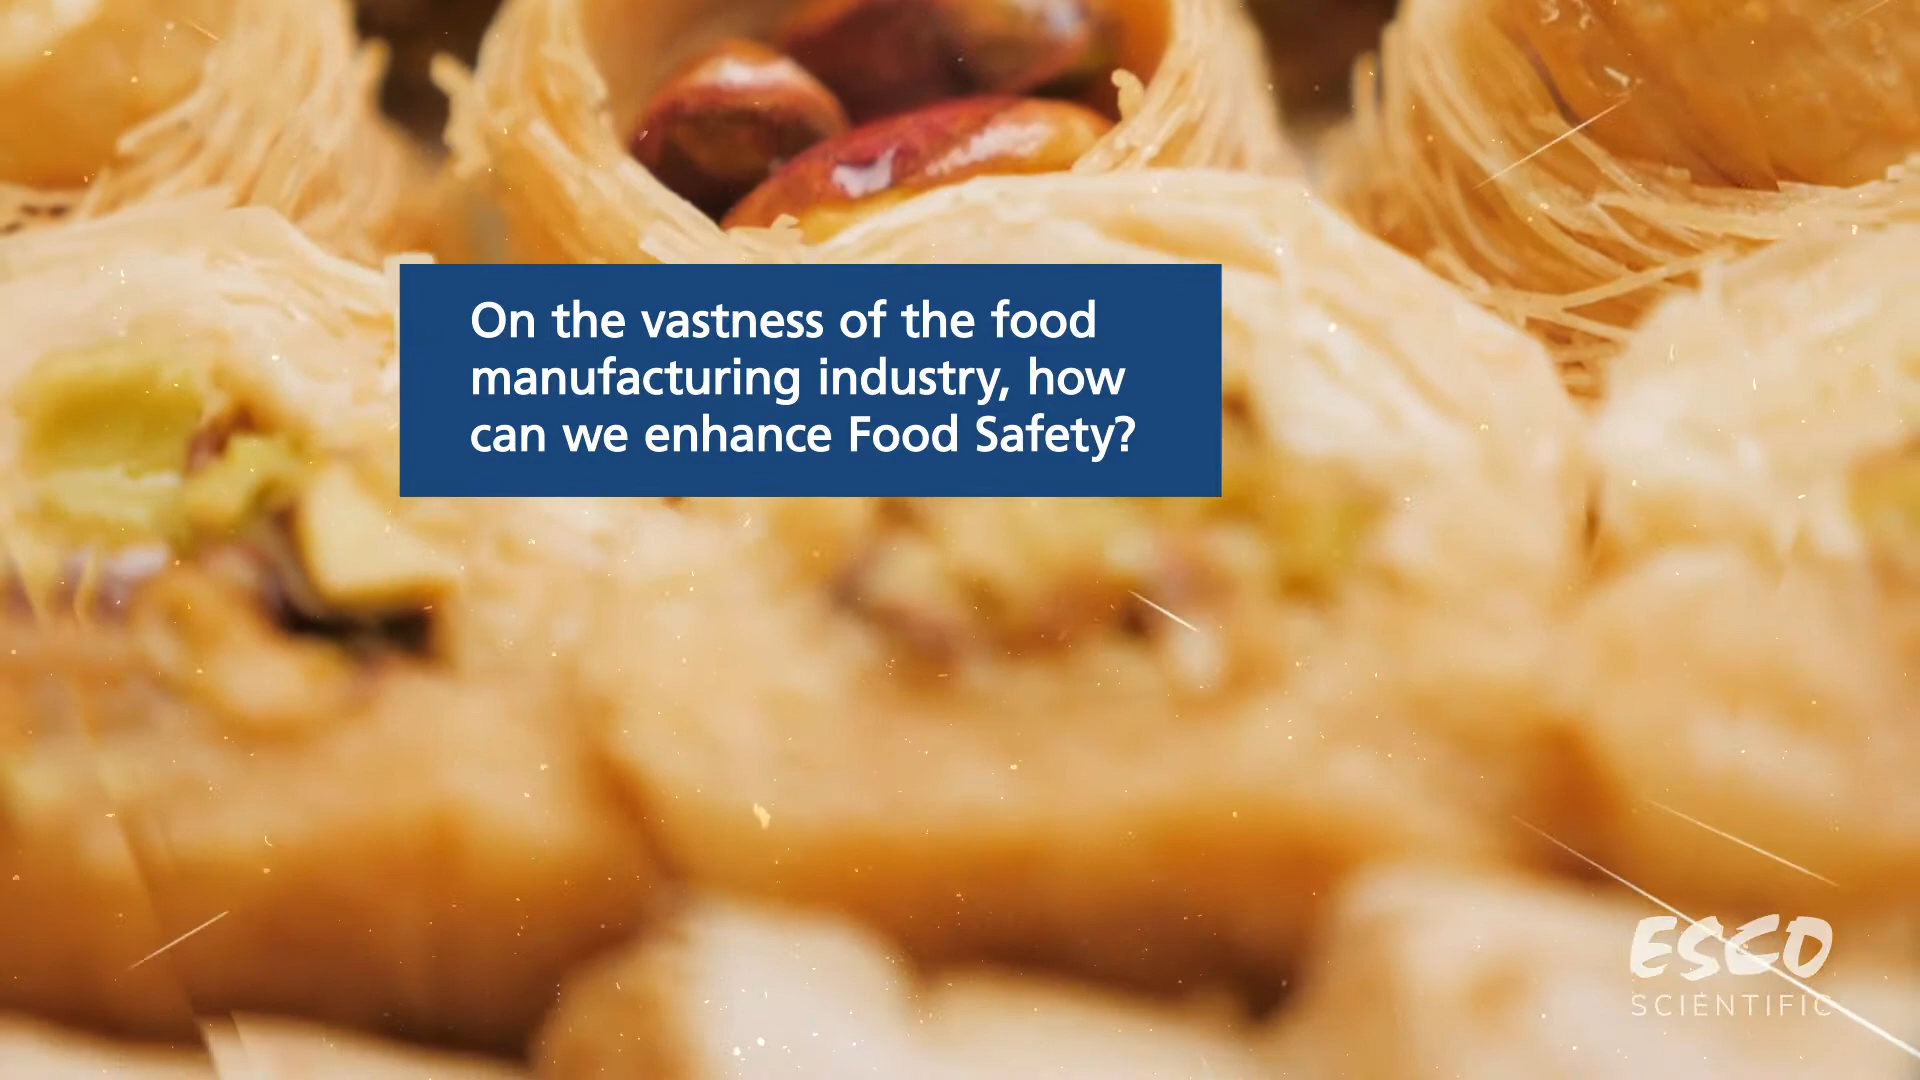 On the vastness of the food
manufacturing industry, how
can we enhance Food Safety?
ESCO
SCIENTIFIC